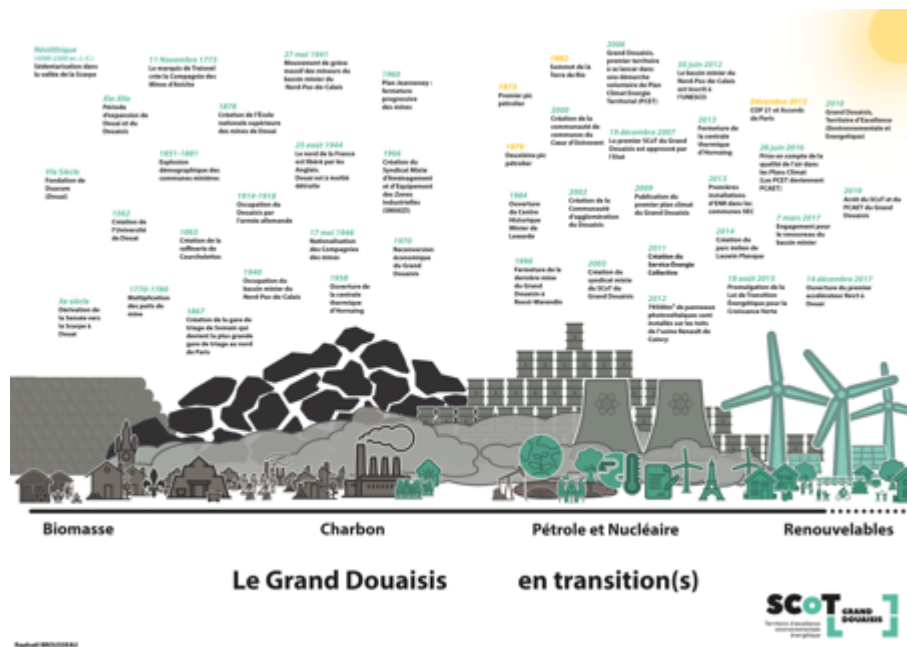 Néolithique
Sédentarisation dans
la vallée de la Scarpe
11 Novembre 1773
Le marquis de Traisnel
crée la Compagnie des
Mines d'Aniche
27 mai 1941
Mouvement de grève
massif des mineurs du
bassin minier du
Nord-Pas-de-Calais
1960
Plan Jeanneney :
fermeture
progressive des
mines
XIe-XIIe
Période
d'expansion de
Douai et du
Douaisis
1878
Création de l'École
nationale supérieure
des mines de Douai
VIe Siècle
Fondation de
Duacum
(Douai)
1851-1881
Explosion
démographique des
communes minières
25 août 1944
Le nord de la France
est libéré par les
Anglais.
Douai est à moitié
détruite
Création du
Syndicat Mixte
d'Aménagement
et d'Equipement
des Zones
Industrielles
1562
Création de
l'Université
de Douai
1914-1918
Occupation du
Douaisis par
l'armée allemande
Création de la
raffinerie de
Courchelettes
17 mai 1946
Nationalisation des
Compagnies des
mines
1970
Reconversion
économique du
Grand
Douaisis
Xe siècle
Dérivation de
la Sensée vers
la Scarpe à
Douai
1770-1780
Multiplication
des puits de
mine
1867
Création de la gare de
triage de Somain qui
devient la plus grande
gare de triage au nord
de Paris
1940
Occupation du
bassin minier du
Nord-Pas-de-Calais
1958
Ouverture de
la centrale
thermique
d'Hornaing
1973
Premier pic
pétrolier
1992
Sommet de la
Terre de Rio
Grand Douaisis,
premier territoire
à se lancer dans
une démarche
volontaire de Plan
Climat Energie
Territorial (PCET)
30 juin 2012
Le bassin minier du
Nord-Pas-de-Calais
est inscrit à
l'UNESCO
Décembre 2015
COP 21 et Accords de
Paris
Grand Douaisis,
Territoire d'Excellence
(Environnementale et
Energétique)
1979
Deuxième pic
pétrolier
2000
Création de la
communauté de
communes du
Coeur d'Ostrevent
19 décembre 2007
Le premier SCoT du Grand
Douaisis est approuvé par
l'Etat
2013
Fermeture de
la centrale
thermique
d'Hornaing
28 juin 2016
Prise en compte de la
qualité de l'air dans
les Plans Climat
(Les PCET deviennent
PCAET)
1984
Ouverture du Centre
Historique
Minier de
Lewarde
2002
Création de la
Communauté
d'agglomération du
Douaisis
2009
Publication du
premier plan climat
du Grand Douaisis
2013
Premières
installations
d'ENR dans les
communes SEC
2019
Arrêt du SCoT et du
PCAET du Grand
Douaisis
1990
Fermeture de la
dernière mine
du Grand
Douaisis à
Roost-Warendin
Création du
syndicat mixte
du SCoT du
Grand Douaisis
2011
Création du
Service Energie
Collective
2014
Création du
parc éolien de
Lauwin Planque
7 mars 2017
Engagement pour
le renouveau du
bassin minier
2012
de panneaux
photovoltaïques sont
installés sur les toits
de l'usine Renault de
Cuincy
18 août 2015
Promulgation de la
Loi de Transition
Énergétique pour la
Croissance Verte
14 décembre 2017
Ouverture du premier
accélérateur Rev3 à
Douai
Biomasse
Charbon
Pétrole et Nucléaire
Renouvelables
Le Grand Douaisis en transition(s)
SCoT GRAND DOUAISIS
Territoire d'excellence
environnementale
énergétique
Raphaël BROUSSEAU